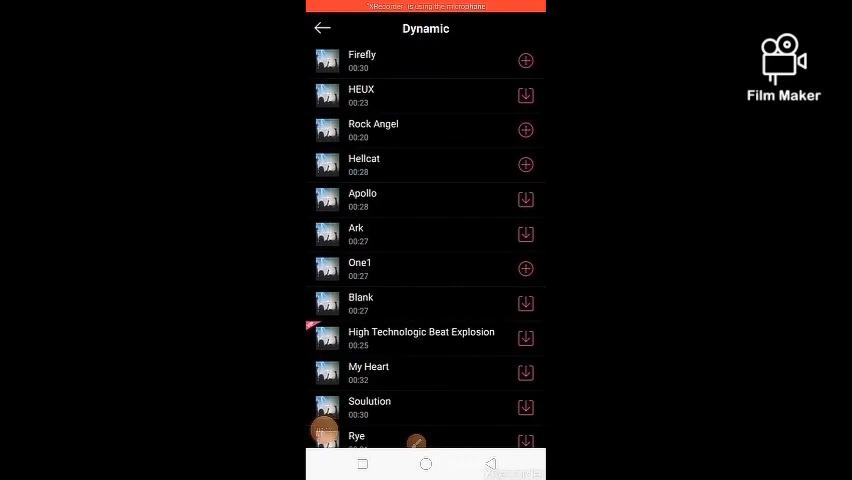 "XRecorder" is using the microphone
Dynamic
Firefly
00:30
HEUX
00:23
Rock Angel
00:20
Hellcat
00:28
Apollo
00:28
Ark
00:27
One1
00:27
Blank
00:27
High Technologic Beat Explosion
00:25
My Heart
00:32
Soulution
00:30
Rye
Film Maker
XRecorder